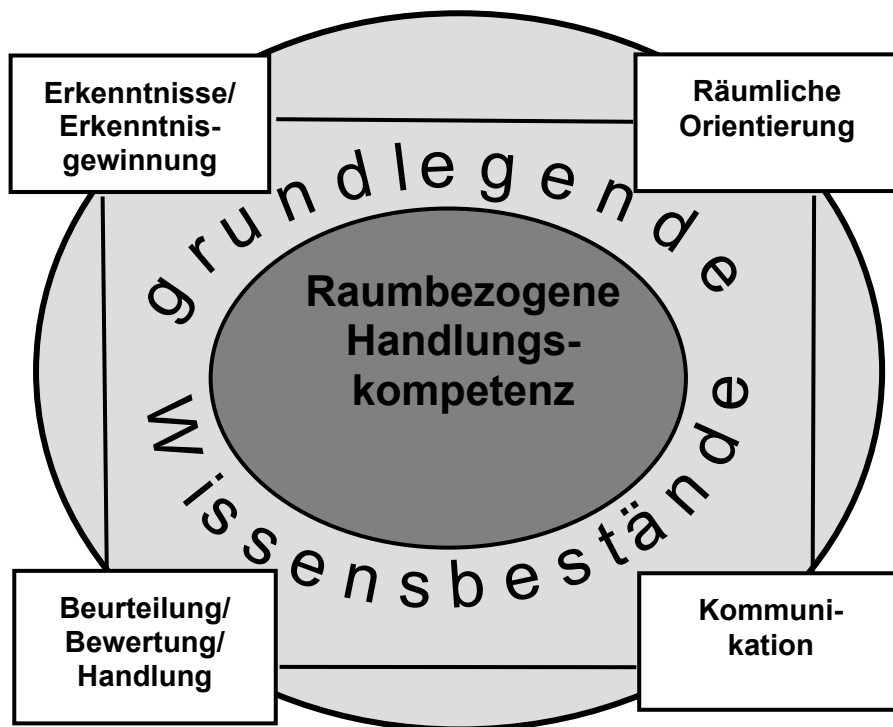 Erkenntnisse/
Erkenntnis-
gewinnung
Räumliche
Orientierung
grundlegende
Raumbezogene
Handlungs-
kompetenz
Wissensbestände
Beurteilung/
Bewertung/
Handlung
Kommuni-
kation